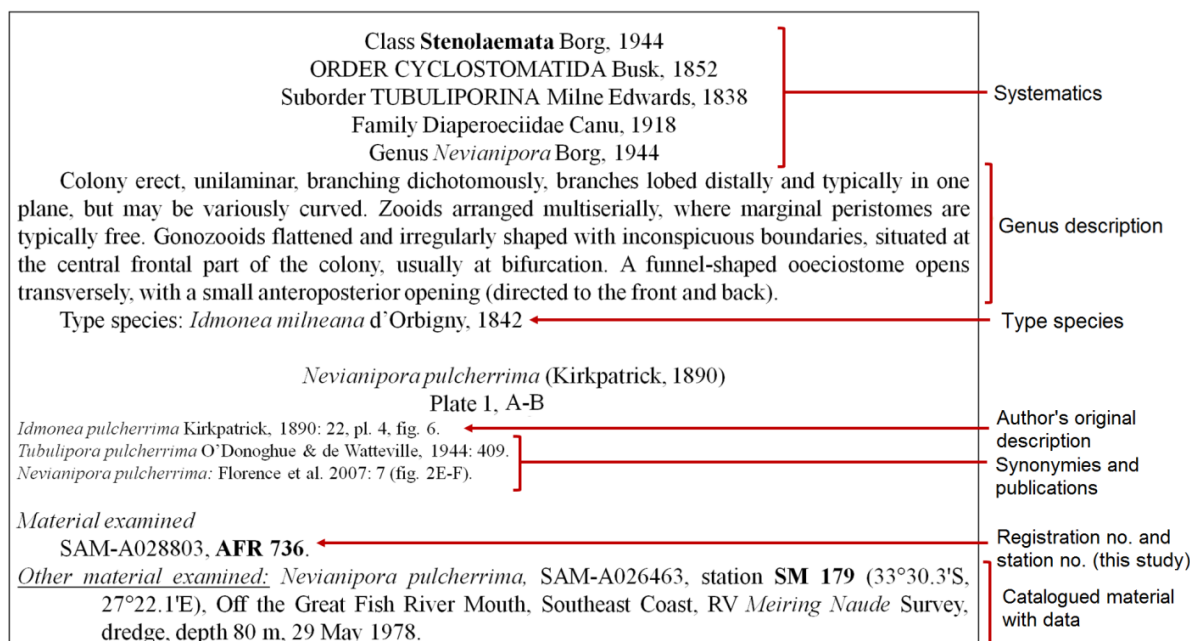 Class Stenolaemata Borg, 1944
ORDER CYCLOSTOMATIDA Busk, 1852
Suborder TUBULIPORINA Milne Edwards, 1838
Family Diaperoeciidae Canu, 1918
Genus Nevianipora Borg, 1944
Systematics
Colony erect, unilaminar, branching dichotomously, branches lobed distally and typically in one
plane, but may be variously curved. Zooids arranged multiserially, where marginal peristomes are
typically free. Gonozooids flattened and irregularly shaped with inconspicuous boundaries, situated at
the central frontal part of the colony, usually at bifurcation. A funnel-shaped ooeciostome opens
transversely, with a small anteroposterior opening (directed to the front and back).
Genus description
Type species: Idmonea milneana d’Orbigny, 1842
Type species
Nevianipora pulcherrima (Kirkpatrick, 1890)
Plate 1, A-B
Idmonea pulcherrima Kirkpatrick, 1890: 22, pl. 4, fig. 6.
Author's original
description
Tubulipora pulcherrima O’Donoghue & de Watteville, 1944: 409.
Nevianipora pulcherrima: Florence et al. 2007: 7 (fig. 2E-F).
Synonymies and
publications
Material examined
SAM-A028803, AFR 736.
Registration no. and
station no. (this study)
Other material examined: Nevianipora pulcherrima, SAM-A026463, station SM 179 (33°30.3'S,
27°22.1'E), Off the Great Fish River Mouth, Southeast Coast, RV Meiring Naude Survey,
dredge, depth 80 m, 29 May 1978.
Catalogued material
with data